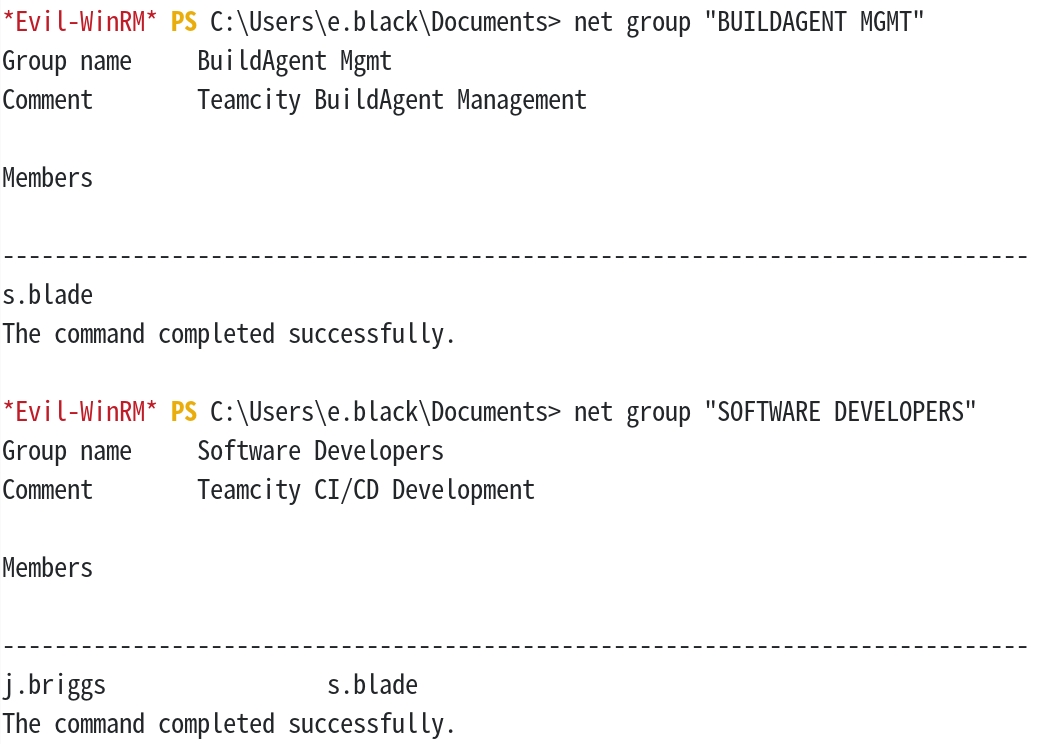 *Evil-WinRM* PS C:\Users\e.black\Documents> net group "BUILDAGENT MGMT"
Group name     BuildAgent Mgmt
Comment        Teamcity BuildAgent Management
Members
-------------------------------------------------------------------------------
s.blade
The command completed successfully.
*Evil-WinRM* PS C:\Users\e.black\Documents> net group "SOFTWARE DEVELOPERS"
Group name     Software Developers
Comment        Teamcity CI/CD Development
Members
-------------------------------------------------------------------------------
j.briggs                 s.blade
The command completed successfully.